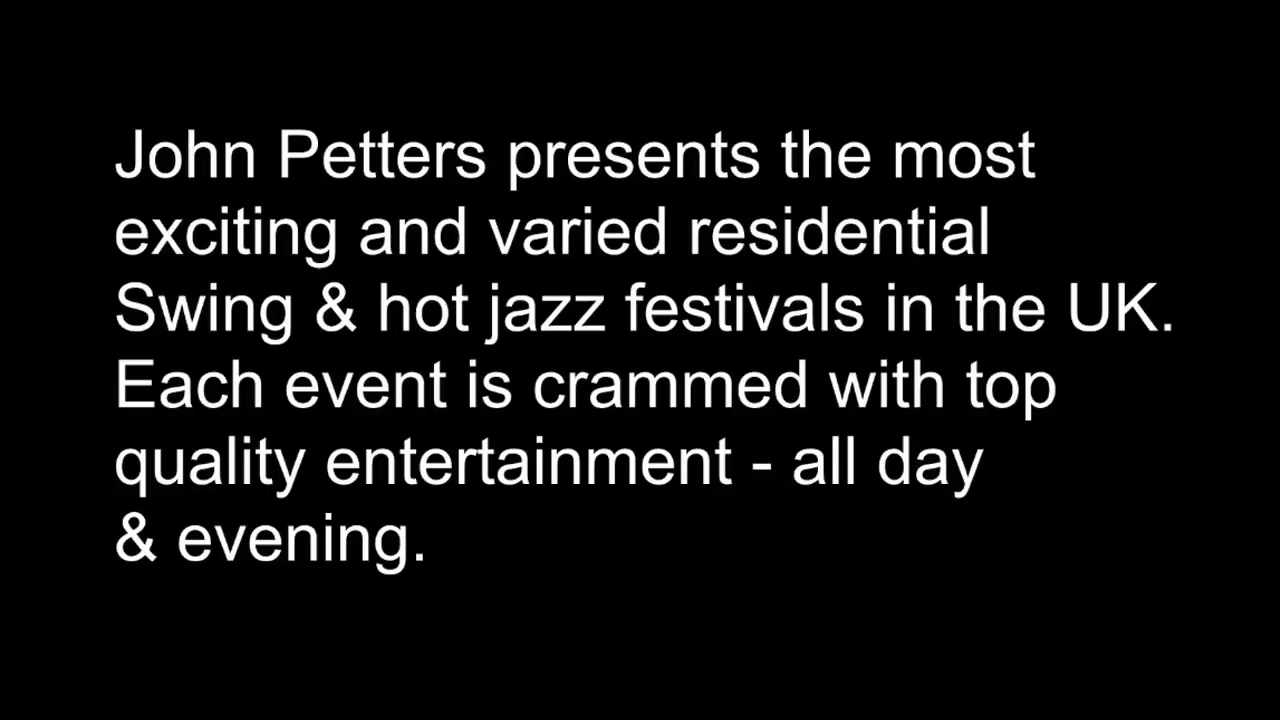 John Petters presents the most
exciting and varied residential
Swing & hot jazz festivals in the UK.
Each event is crammed with top
quality entertainment - all day
& evening.